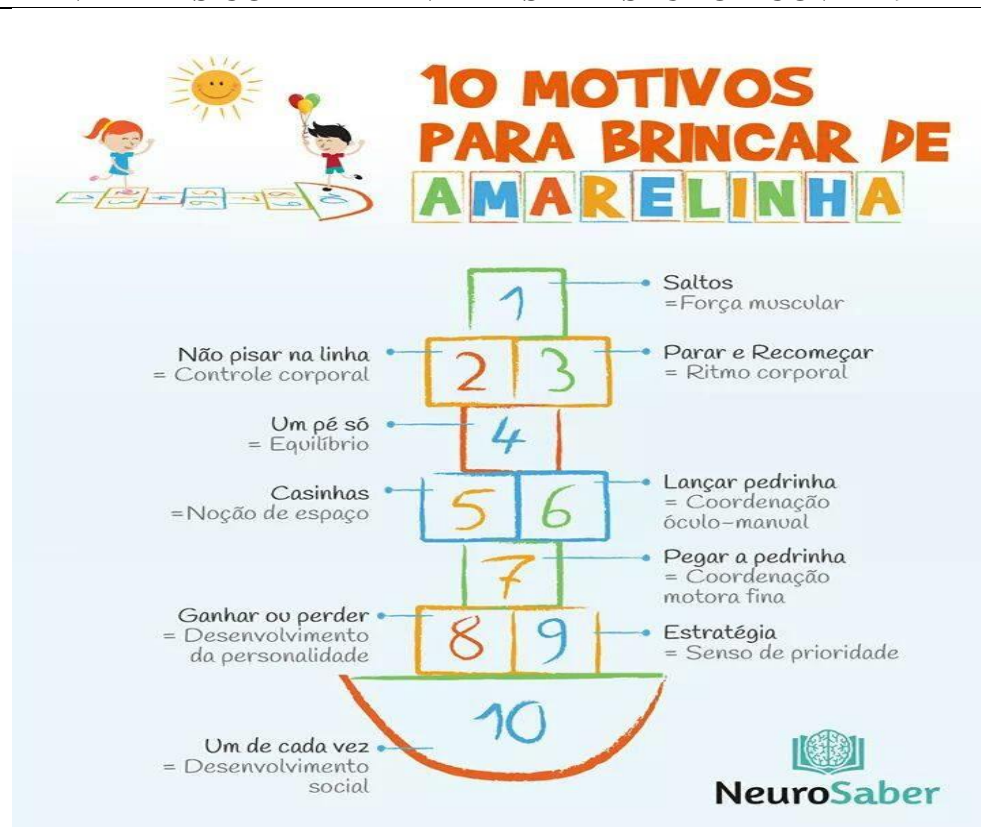 10 MOTIVOS
PARA BRINCAR DE
AMARELINHA
1
Saltos
=Força muscular
Não pisar na linha
= Controle corporal
2
3
Parar e Recomeçar
= Ritmo corporal
Um pé só
= Equilíbrio
4
Casinhas
=Noção de espaço
5
6
Lançar pedrinha
= Coordenação
óculo-manual
7
Pegar a pedrinha
= Coordenação
motora fina
Ganhar ou perder
= Desenvolvimento
da personalidade
8
9
Estratégia
= Senso de prioridade
10
Um de cada vez
= Desenvolvimento
social
NeuroSaber